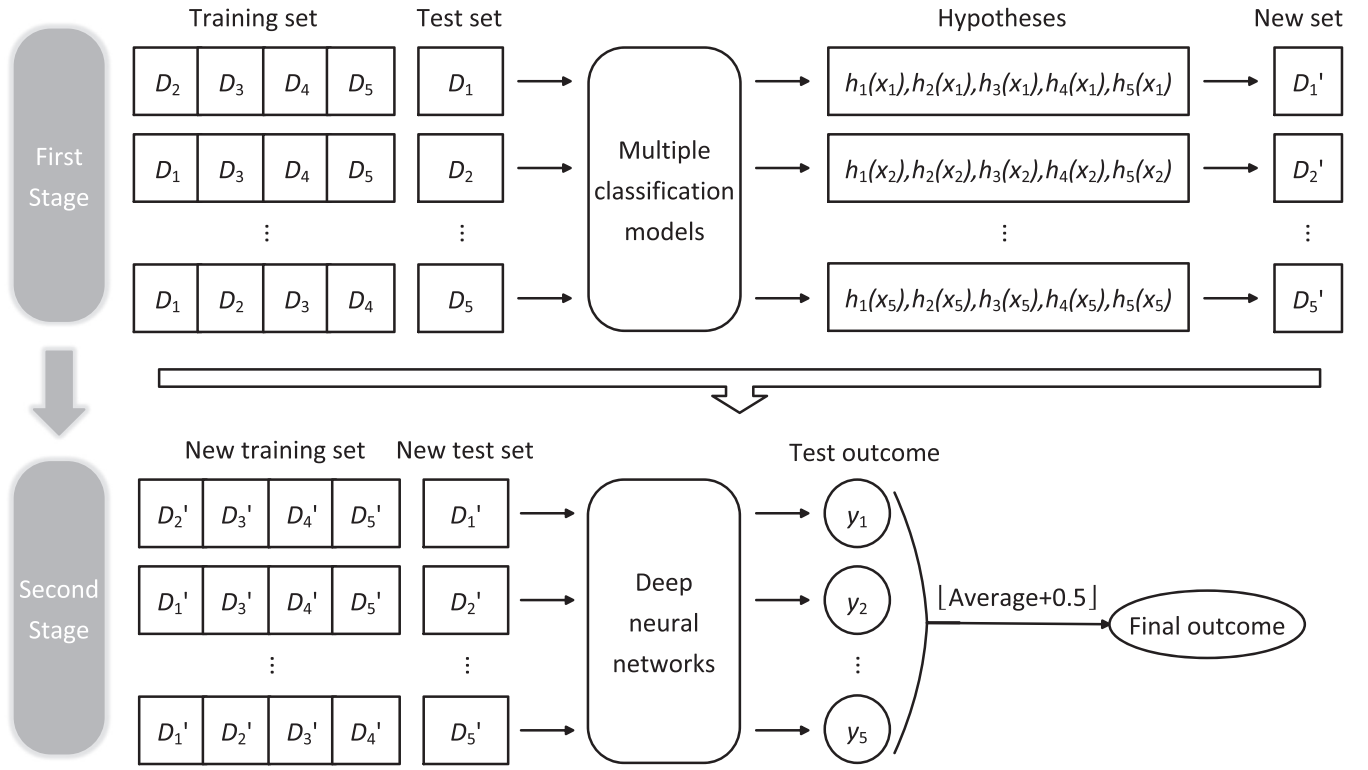 Training set Test set Hypotheses New set
D₂ D₃ D₄ D₅ D₁ h₁(x₁),h₂(x₁),h₃(x₁),h₄(x₁),h₅(x₁) D₁'
First
Stage
D₁ D₃ D₄ D₅ D₂ h₁(x₂),h₂(x₂),h₃(x₂),h₄(x₂),h₅(x₂) D₂'
Multiple
classification
models
⋮ ⋮ ⋮ ⋮
D₁ D₂ D₃ D₄ D₅ h₁(x₅),h₂(x₅),h₃(x₅),h₄(x₅),h₅(x₅) D₅'
New training set New test set Test outcome
D₂' D₃' D₄' D₅' D₁' y₁
Second
Stage
D₁' D₃' D₄' D₅' D₂' y₂
Deep
neural
networks
⌊Average+0.5⌋
Final outcome
⋮ ⋮ ⋮
D₁' D₂' D₃' D₄' D₅' y₅